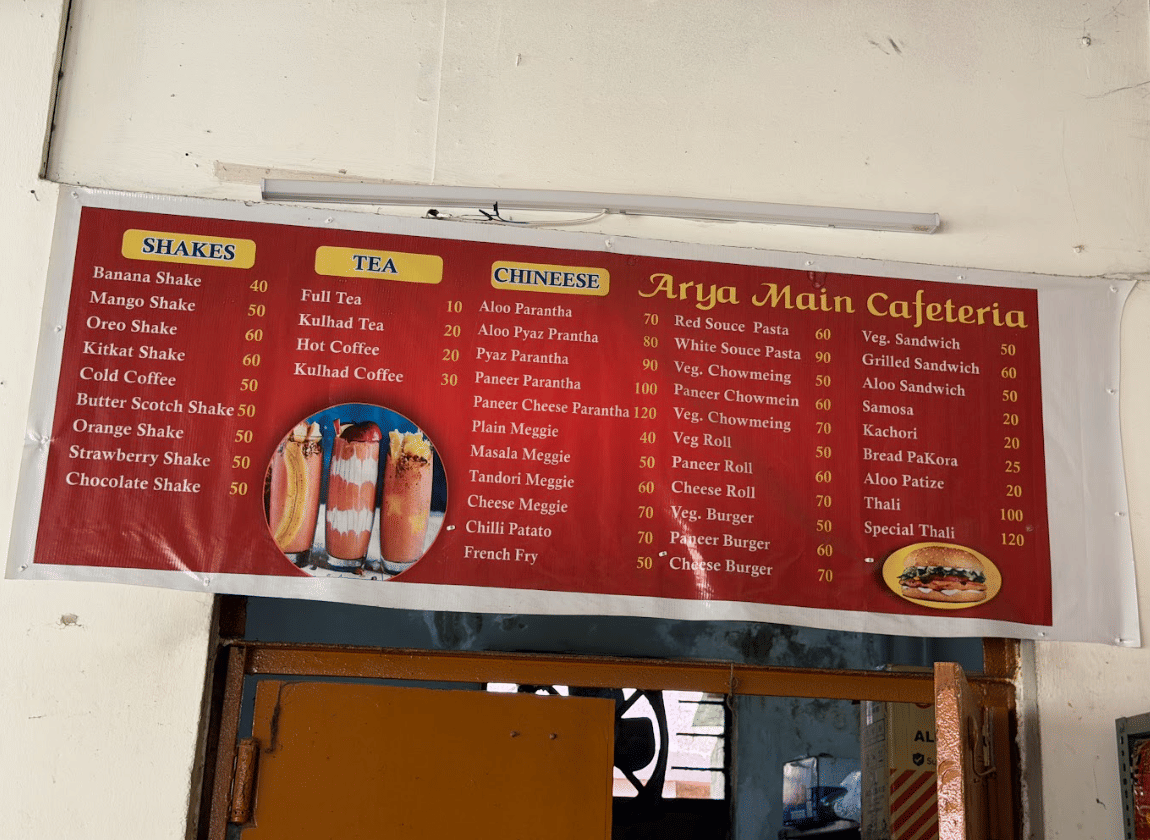 SHAKES
Banana Shake 40
Mango Shake 50
Oreo Shake 60
Kitkat Shake 60
Cold Coffee 50
Butter Scotch Shake 50
Orange Shake 50
Strawberry Shake 50
Chocolate Shake 50
TEA
Full Tea 10
Kulhad Tea 20
Hot Coffee 20
Kulhad Coffee 30
CHINEESE
Aloo Parantha 70
Aloo Pyaz Prantha 80
Pyaz Parantha 90
Paneer Parantha 100
Paneer Cheese Parantha 120
Plain Meggie 40
Masala Meggie 50
Tandori Meggie 60
Cheese Meggie 70
Chilli Patato 70
French Fry 50
Arya Main Cafeteria
Red Souce Pasta 60
White Souce Pasta 90
Veg. Chowmeing 50
Paneer Chowmein 60
Veg. Chowmeing 70
Veg Roll 50
Paneer Roll 60
Cheese Roll 70
Veg. Burger 50
Paneer Burger 60
Cheese Burger 70
Veg. Sandwich 50
Grilled Sandwich 60
Aloo Sandwich 50
Samosa 20
Kachori 20
Bread PaKora 25
Aloo Patize 20
Thali 100
Special Thali 120
AL